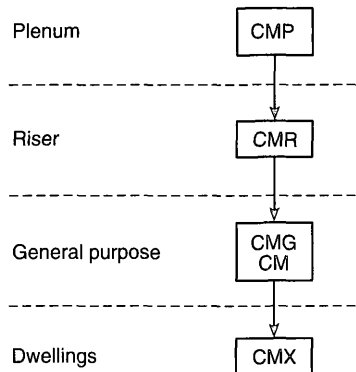 Plenum
CMP
Riser
CMR
General purpose
CMG
CM
Dwellings
CMX